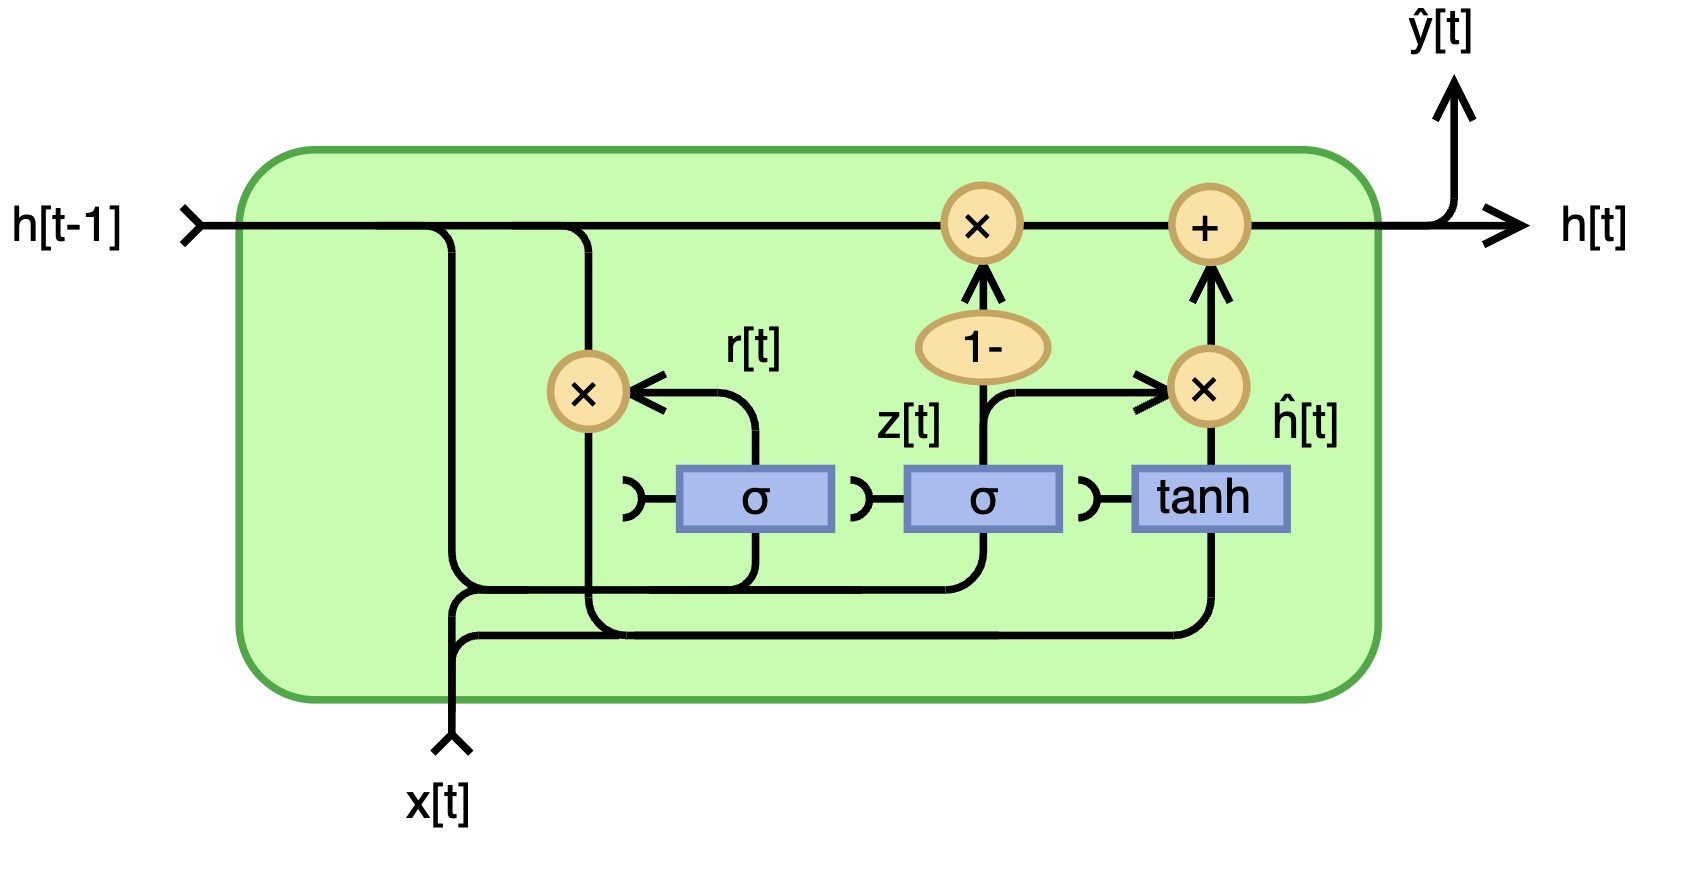 ŷ[t]
h[t-1]
×
+
h[t]
r[t]
1-
×
×
z[t]
ĥ[t]
σ
σ
tanh
x[t]